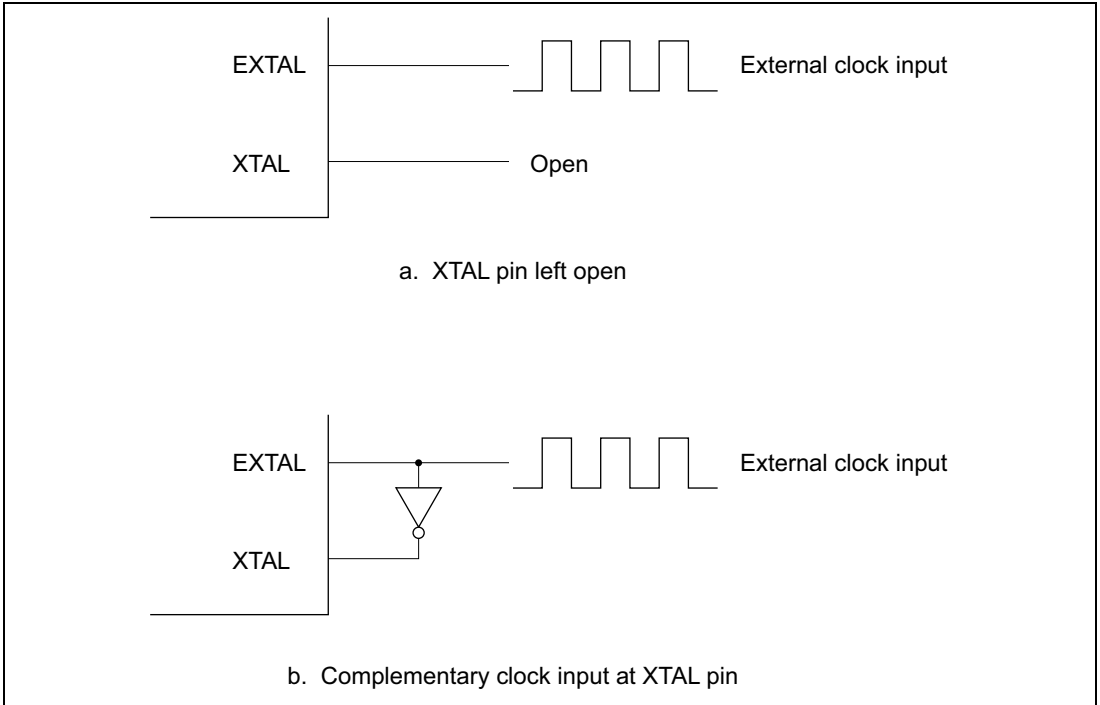 EXTAL
External clock input
XTAL
Open
a. XTAL pin left open
EXTAL
External clock input
XTAL
b. Complementary clock input at XTAL pin